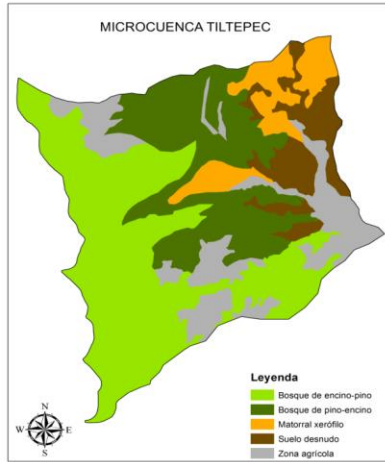 MICROCUENCA TILTEPEC
N
W
E
S
Leyenda
Bosque de encino-pino
Bosque de pino-encino
Matorral xerófilo
Suelo desnudo
Zona agrícola